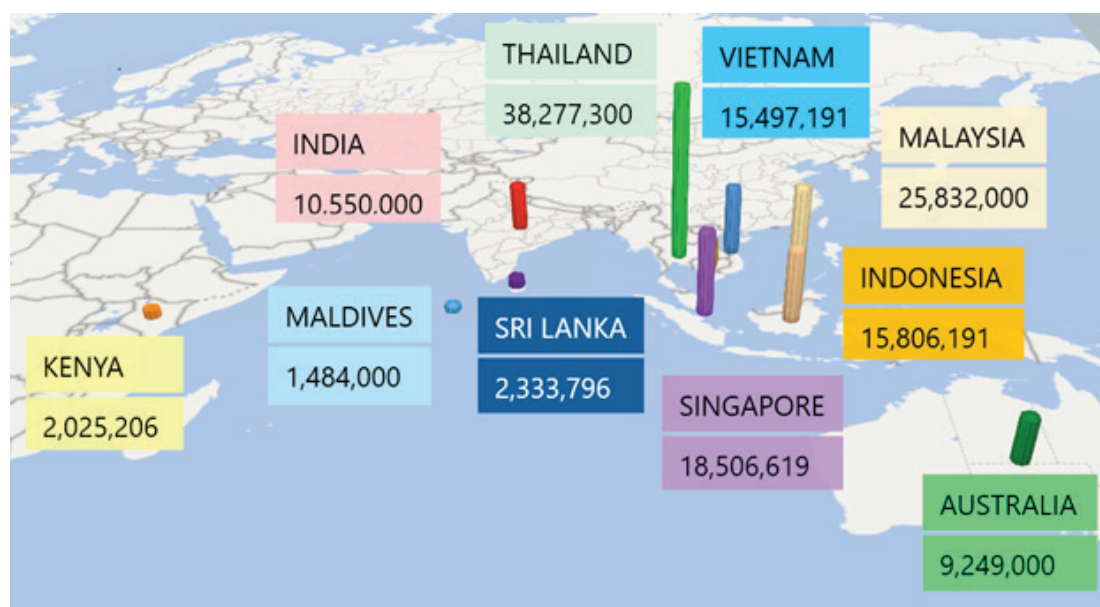 THAILAND
38,277,300
VIETNAM
15,497,191
INDIA
10.550.000
MALAYSIA
25,832,000
MALDIVES
1,484,000
SRI LANKA
2,333,796
INDONESIA
15,806,191
KENYA
2,025,206
SINGAPORE
18,506,619
AUSTRALIA
9,249,000